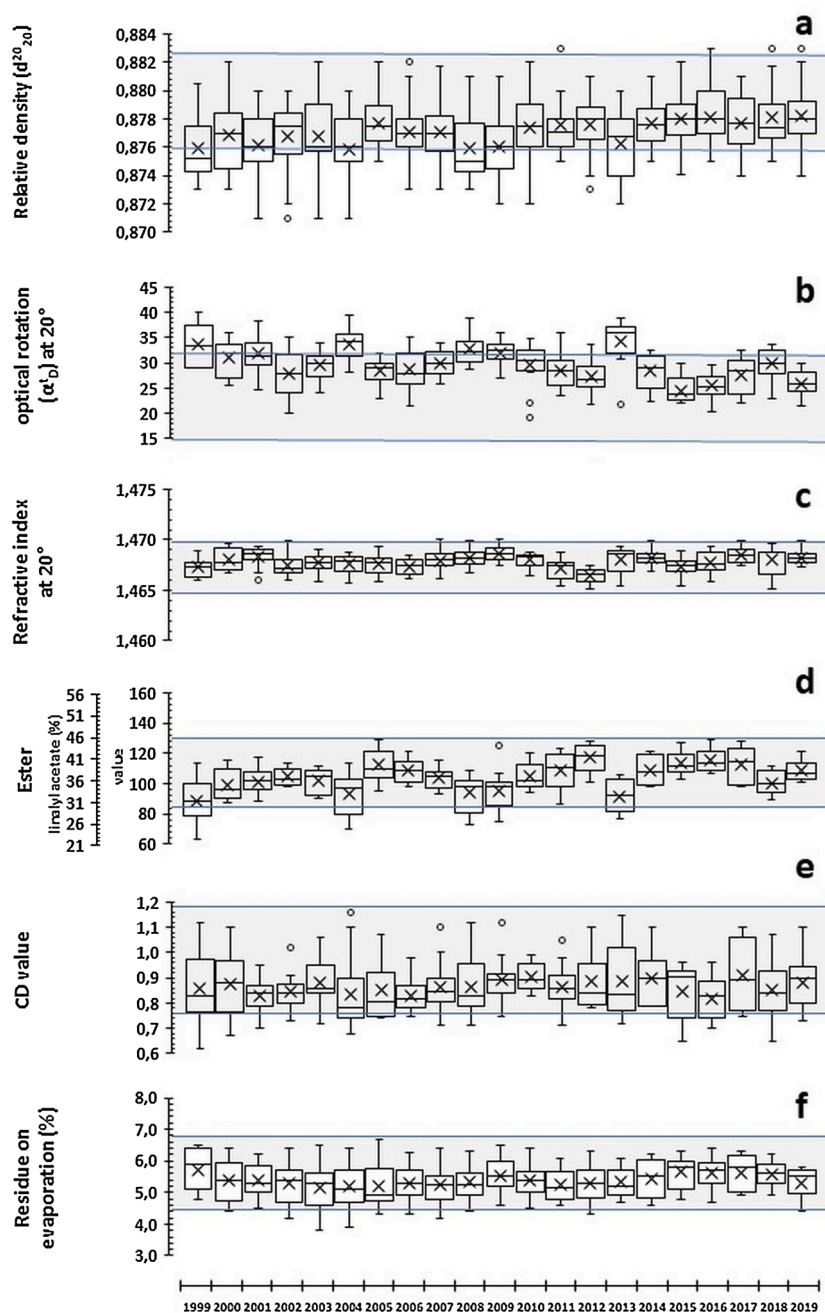 a
Relative density (d²⁰₂₀)
0,884
0,882
0,880
0,878
0,876
0,874
0,872
0,870
b
optical rotation
(αᵗD) at 20°
45
40
35
30
25
20
15
c
Refractive index
at 20°
1,475
1,470
1,465
1,460
d
Ester
linalyl acetate (%)
value
56
51
46
41
36
31
26
21
160
140
120
100
80
60
e
CD value
1,2
1,1
1,0
0,9
0,8
0,7
0,6
f
Residue on
evaporation (%)
8,0
7,0
6,0
5,0
4,0
3,0
1999 2000 2001 2002 2003 2004 2005 2006 2007 2008 2009 2010 2011 2012 2013 2014 2015 2016 2017 2018 2019